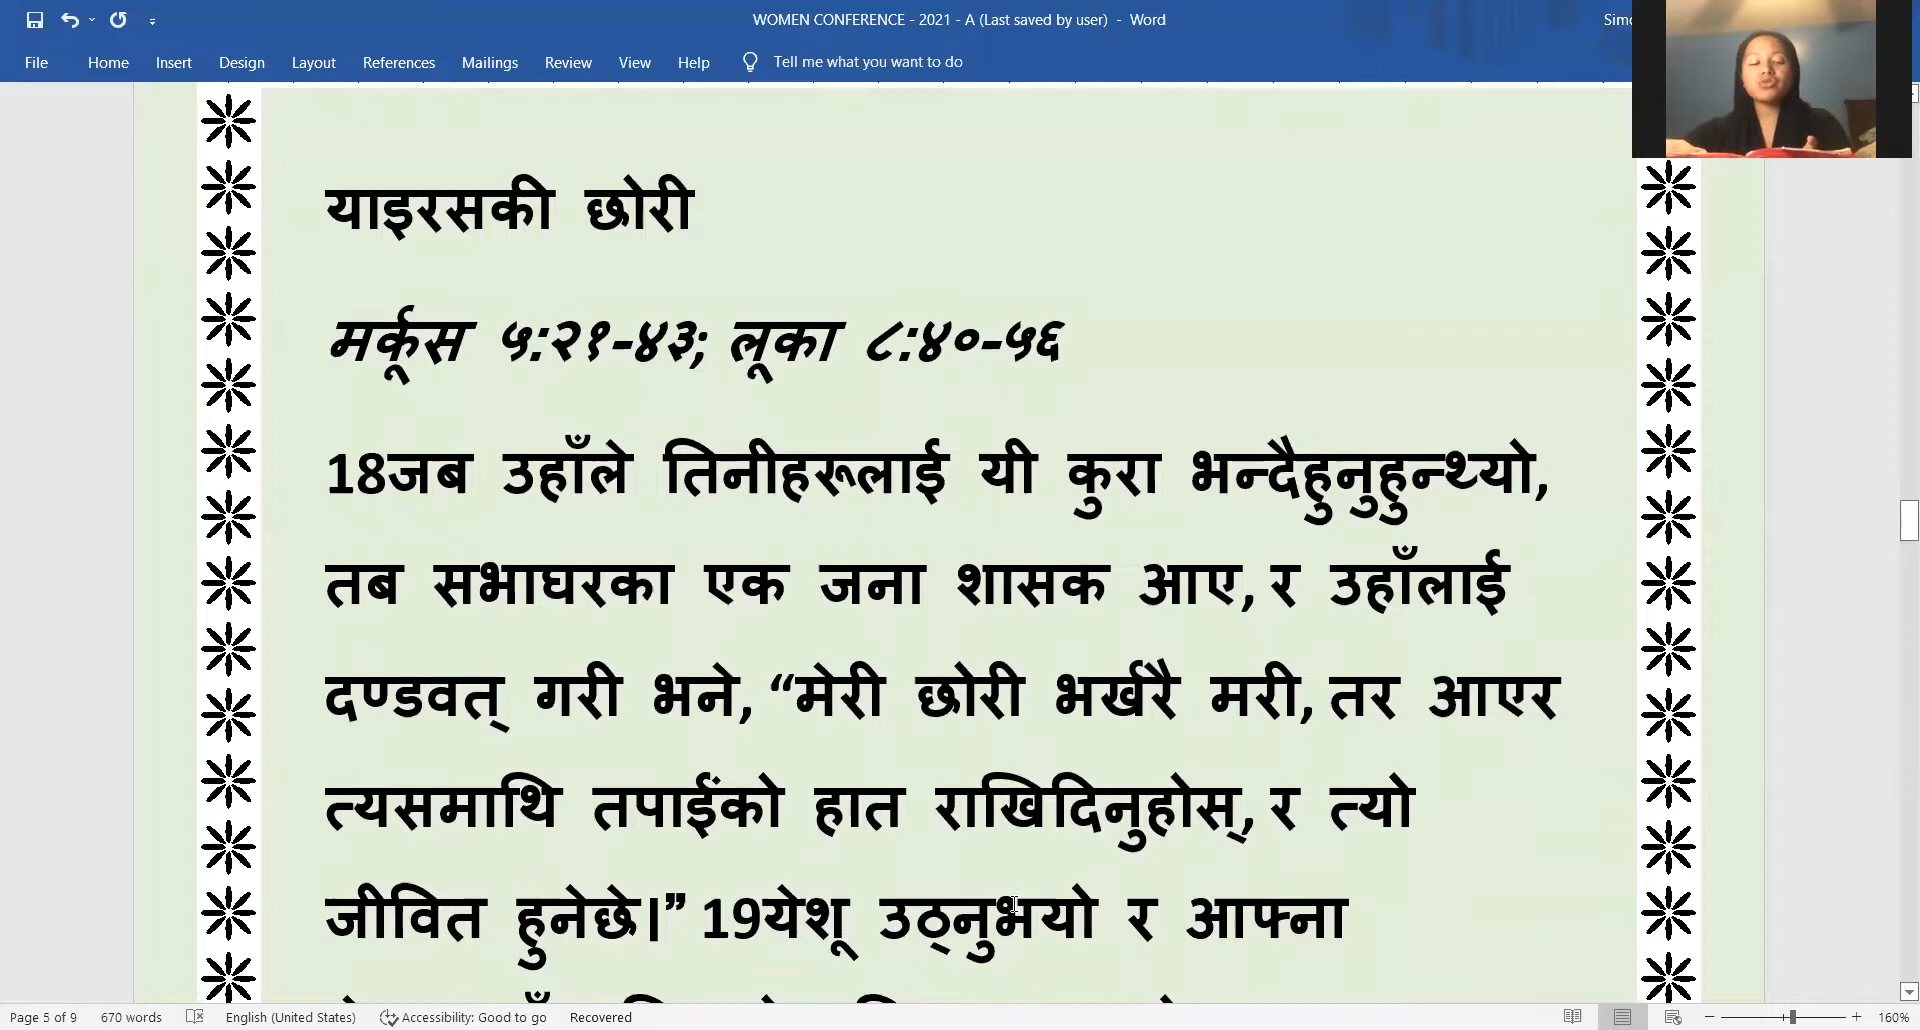 WOMEN CONFERENCE - 2021 - A (Last saved by user) - Word
File Home Insert Design Layout References Mailings Review View Help Tell me what you want to do
याइरसकी छोरी
मर्कूस ५:२१-४३; लूका ८:४०-५६
18जब उहाँले तिनीहरूलाई यी कुरा भन्दैहुनुहुन्थ्यो,
तब सभाघरका एक जना शासक आए, र उहाँलाई
दण्डवत् गरी भने, “मेरी छोरी भर्खरै मरी, तर आएर
त्यसमाथि तपाईंको हात राखिदिनुहोस्, र त्यो
जीवित हुनेछे।” 19येशू उठ्नुभयो र आफ्ना
Page 5 of 9 670 words English (United States) Accessibility: Good to go Recovered 160%